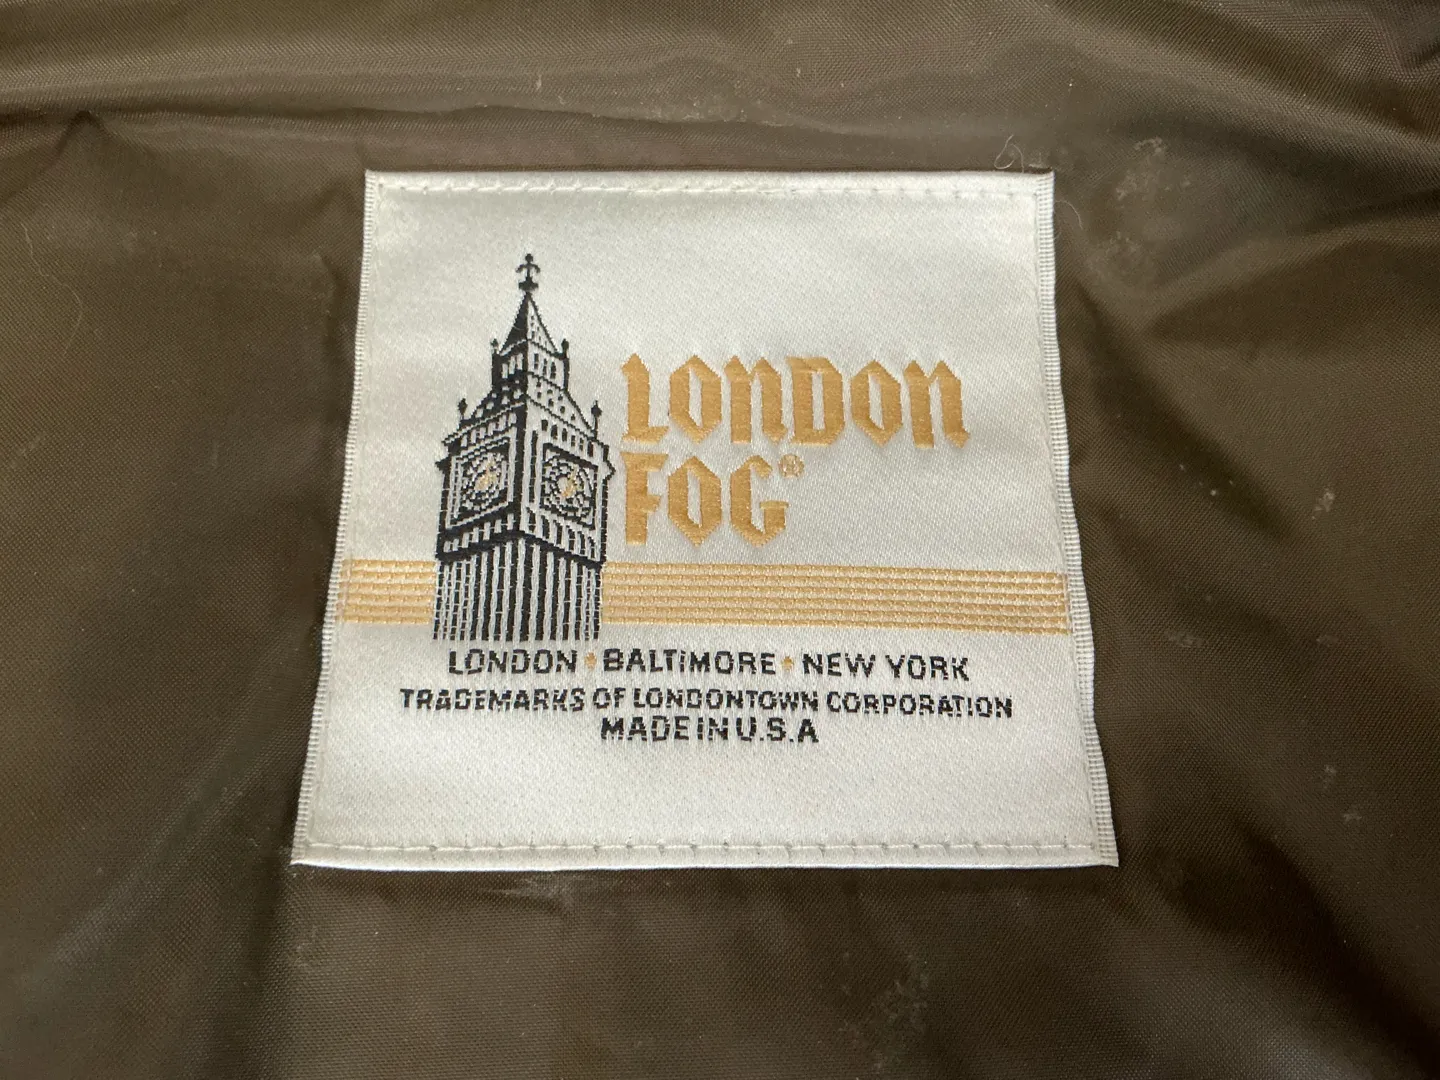 LONDON
FOG®
LONDON • BALTIMORE • NEW YORK
TRADEMARKS OF LONDONTOWN CORPORATION
MADE IN U.S.A